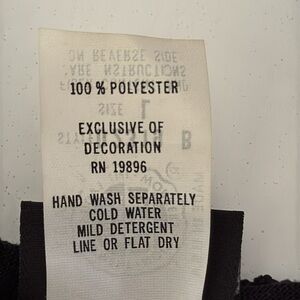 100 % POLYESTER
EXCLUSIVE OF
DECORATION
RN 19896
HAND WASH SEPARATELY
COLD WATER
MILD DETERGENT
LINE OR FLAT DRY